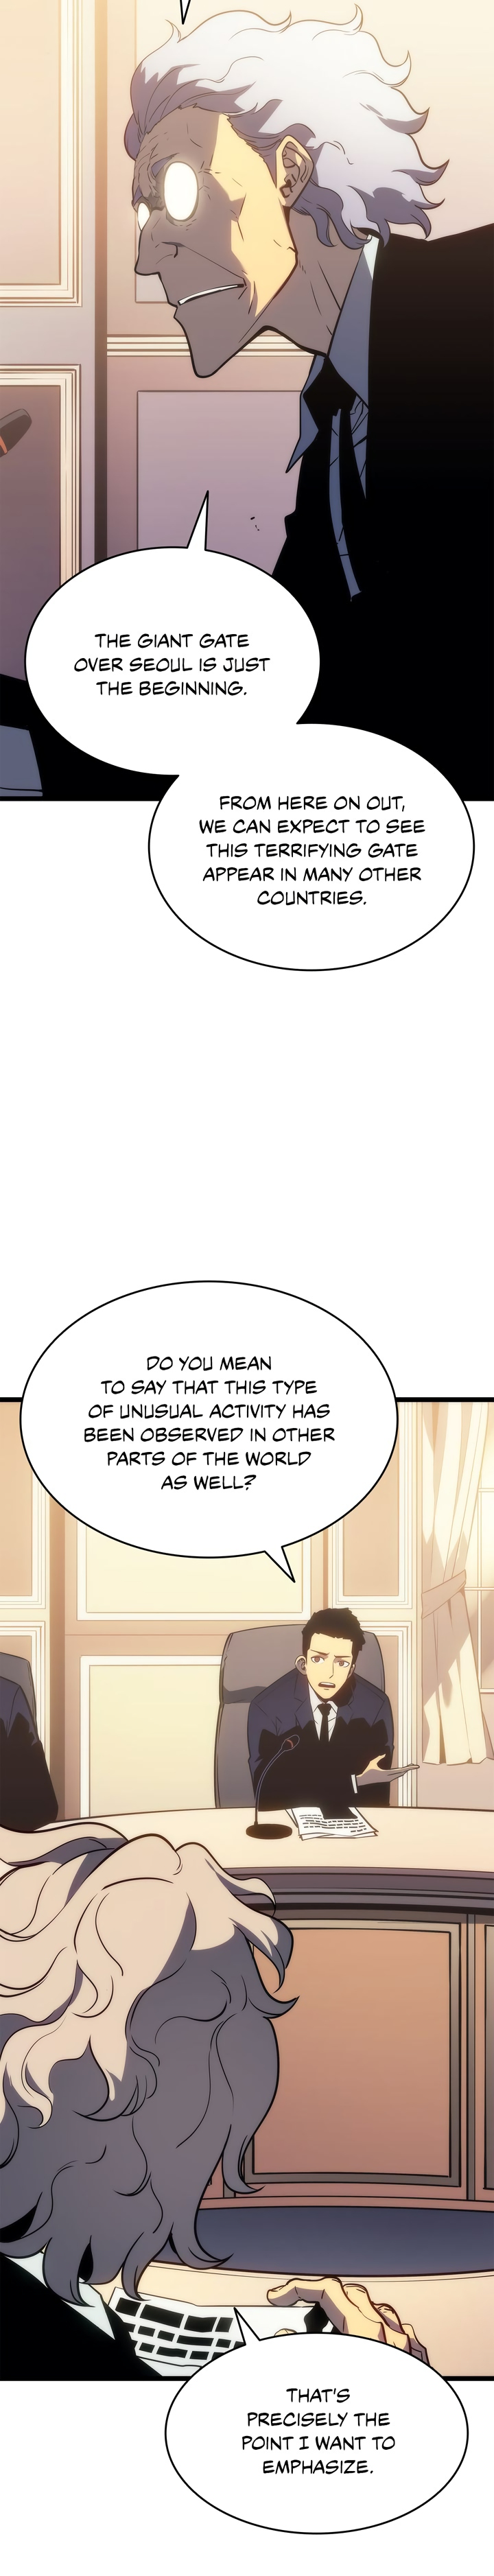 THE GIANT GATE
OVER SEOUL IS JUST
THE BEGINNING.
FROM HERE ON OUT,
WE CAN EXPECT TO SEE
THIS TERRIFYING GATE
APPEAR IN MANY OTHER
COUNTRIES.
DO YOU MEAN
TO SAY THAT THIS TYPE
OF UNUSUAL ACTIVITY HAS
BEEN OBSERVED IN OTHER
PARTS OF THE WORLD
AS WELL?
THAT'S
PRECISELY THE
POINT I WANT TO
EMPHASIZE.